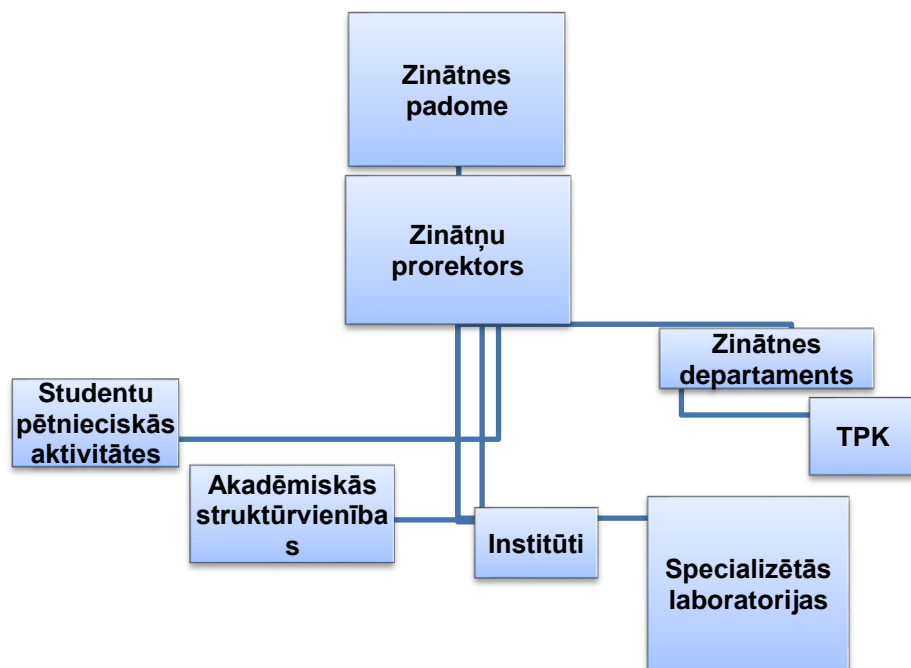 Zinātnes
padome
Zinātņu
prorektors
Zinātnes
departaments
Studentu
pētnieciskās
aktivitātes
TPK
Akadēmiskās
struktūrvienība
s
Institūti
Specializētās
laboratorijas